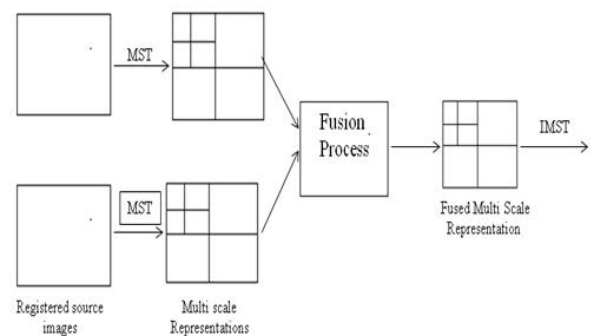 MST
Fusion
Process
IMST
MST
Fused Multi Scale
Representation
Registered source
images
Multi scale
Representations